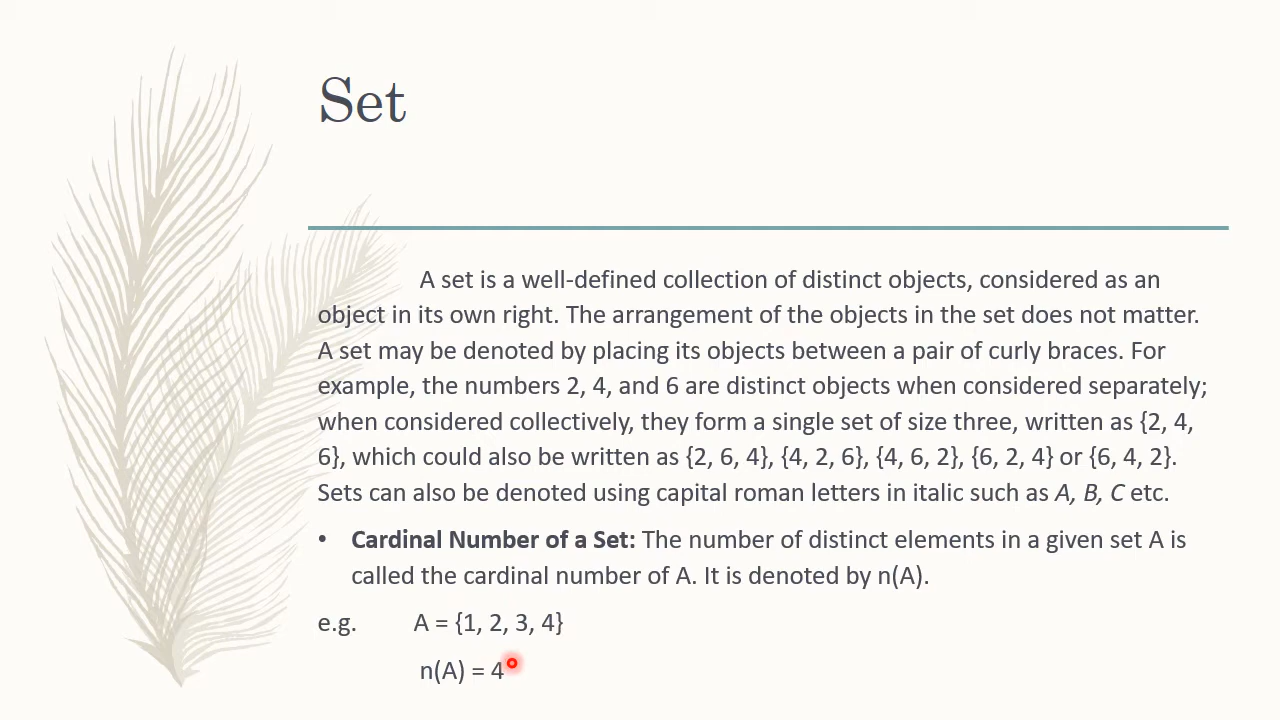 Set
A set is a well-defined collection of distinct objects, considered as an
object in its own right. The arrangement of the objects in the set does not matter.
A set may be denoted by placing its objects between a pair of curly braces. For
example, the numbers 2, 4, and 6 are distinct objects when considered separately;
when considered collectively, they form a single set of size three, written as {2, 4,
6}, which could also be written as {2, 6, 4}, {4, 2, 6}, {4, 6, 2}, {6, 2, 4} or {6, 4, 2}.
Sets can also be denoted using capital roman letters in italic such as A, B, C etc.
• Cardinal Number of a Set: The number of distinct elements in a given set A is
called the cardinal number of A. It is denoted by n(A).
e.g. A = {1, 2, 3, 4}
n(A) = 4